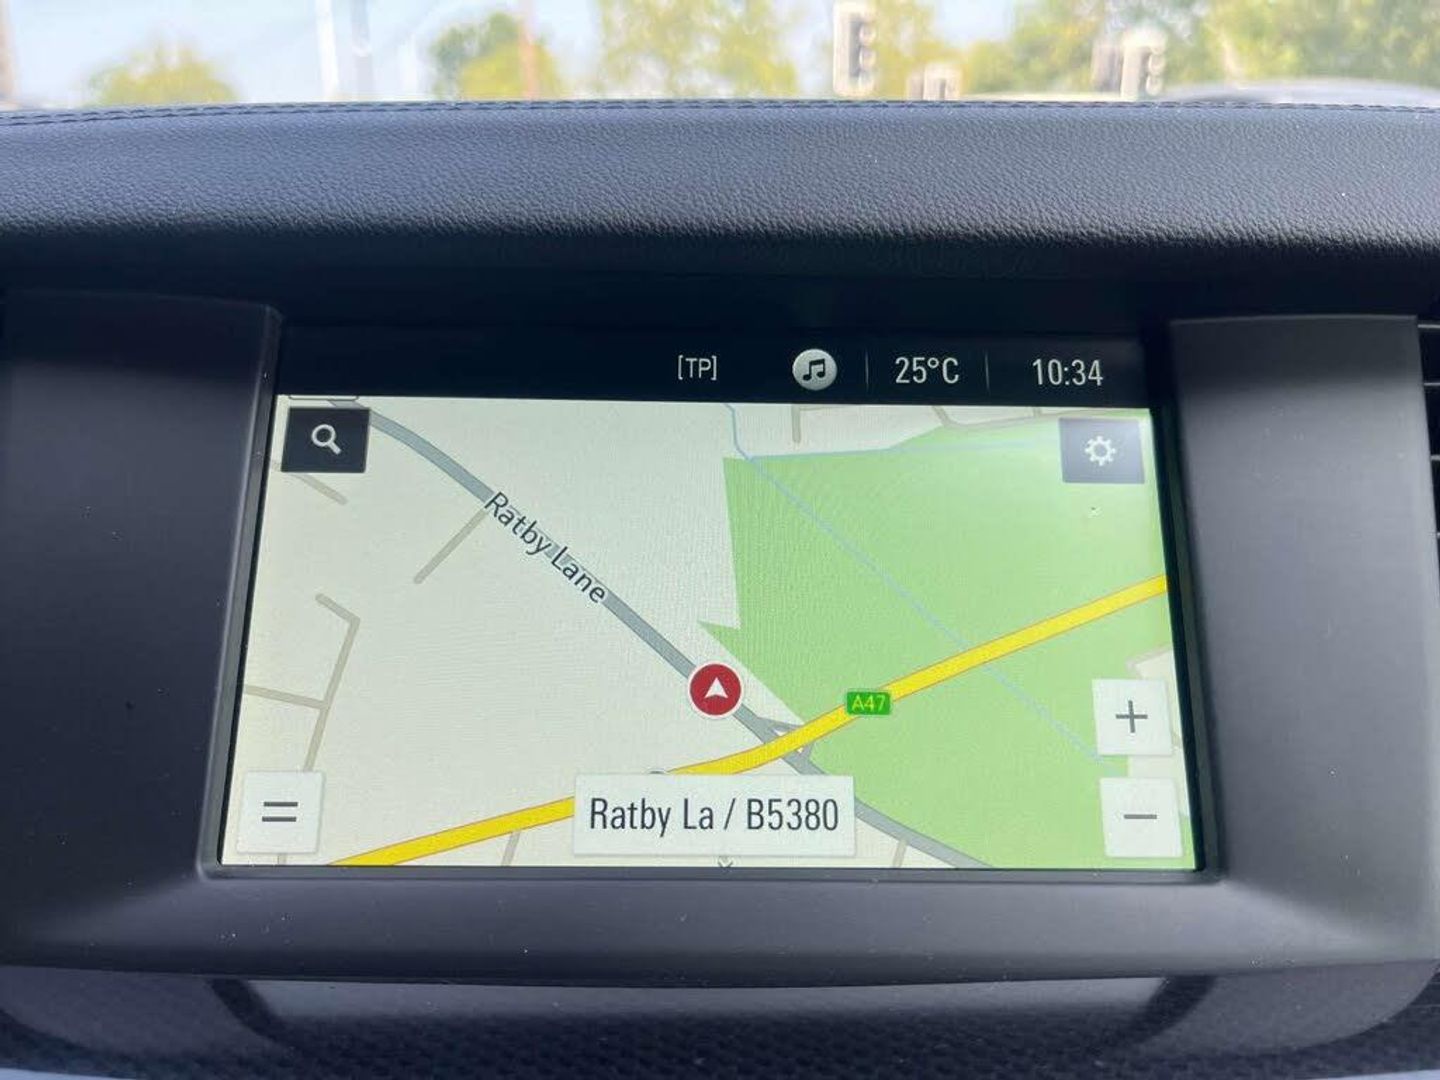 [TP] 25°C 10:34
Ratby Lane
A47
Ratby La / B5380